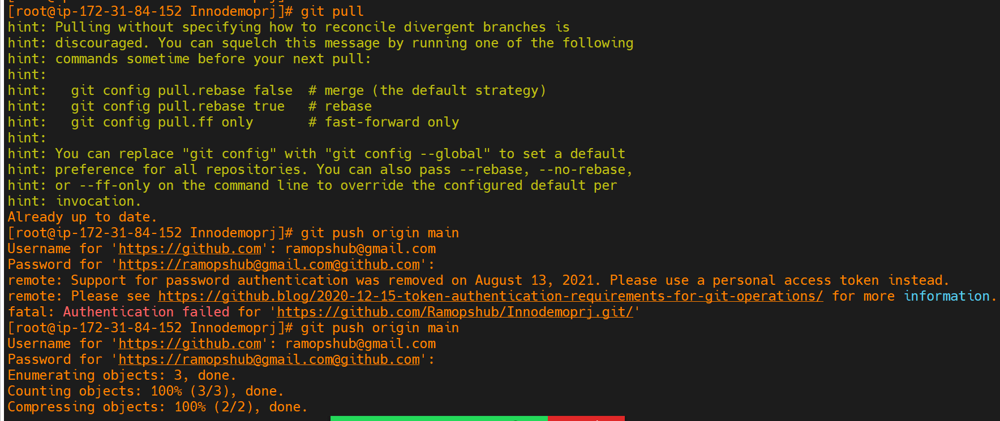 [root@ip-172-31-84-152 Innodemoprj]# git pull
hint: Pulling without specifying how to reconcile divergent branches is
hint: discouraged. You can squelch this message by running one of the following
hint: commands sometime before your next pull:
hint:
hint:   git config pull.rebase false  # merge (the default strategy)
hint:   git config pull.rebase true   # rebase
hint:   git config pull.ff only       # fast-forward only
hint:
hint: You can replace "git config" with "git config --global" to set a default
hint: preference for all repositories. You can also pass --rebase, --no-rebase,
hint: or --ff-only on the command line to override the configured default per
hint: invocation.
Already up to date.
[root@ip-172-31-84-152 Innodemoprj]# git push origin main
Username for 'https://github.com': ramopshub@gmail.com
Password for 'https://ramopshub@gmail.com@github.com':
remote: Support for password authentication was removed on August 13, 2021. Please use a personal access token instead.
remote: Please see https://github.blog/2020-12-15-token-authentication-requirements-for-git-operations/ for more information.
fatal: Authentication failed for 'https://github.com/Ramopshub/Innodemoprj.git/'
[root@ip-172-31-84-152 Innodemoprj]# git push origin main
Username for 'https://github.com': ramopshub@gmail.com
Password for 'https://ramopshub@gmail.com@github.com':
Enumerating objects: 3, done.
Counting objects: 100% (3/3), done.
Compressing objects: 100% (2/2), done.